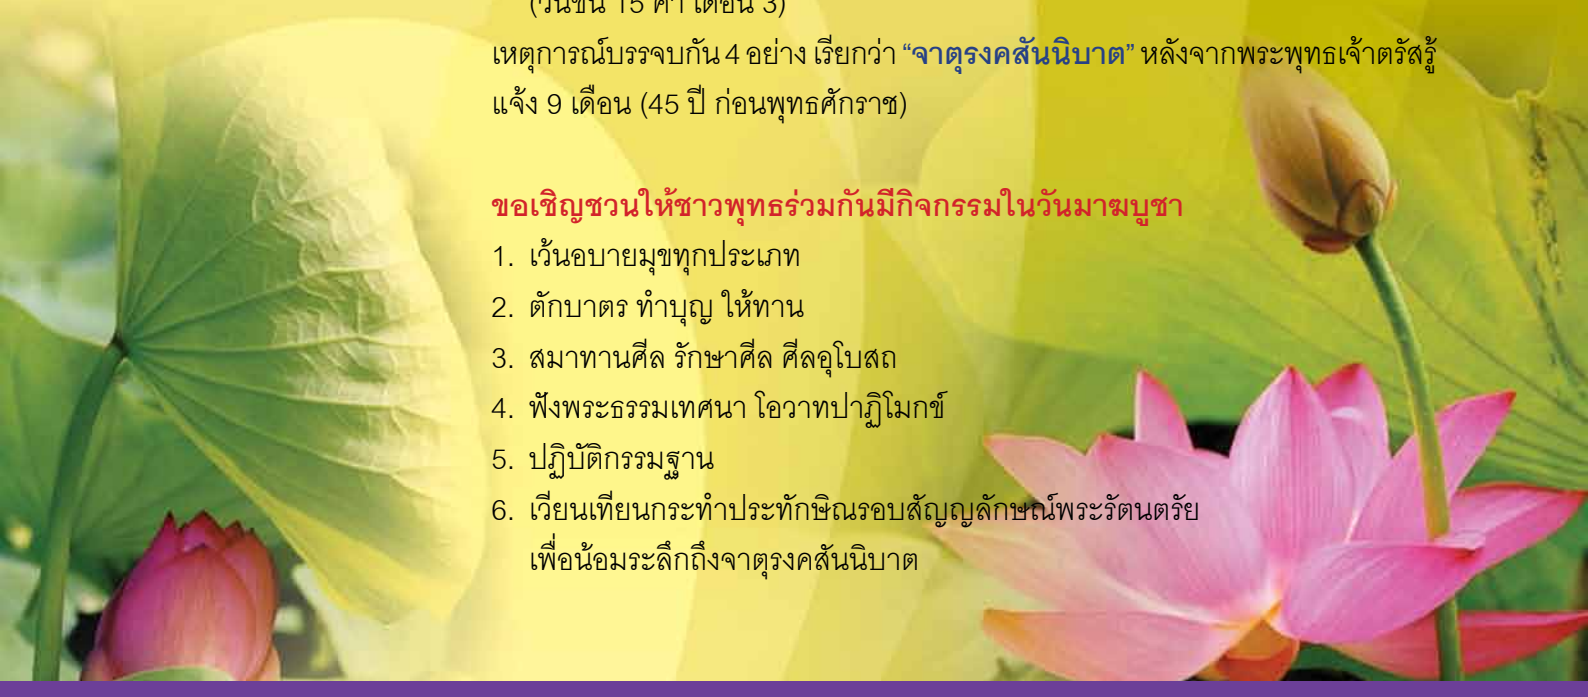 (วันขึ้น 15 ค่ำ เดือน 3)
เหตุการณ์บรรจบกัน 4 อย่าง เรียกว่า “จาตุรงคสันนิบาต” หลังจากพระพุทธเจ้าตรัสรู้
แจ้ง 9 เดือน (45 ปี ก่อนพุทธศักราช)
ขอเชิญชวนให้ชาวพุทธร่วมกันมีกิจกรรมในวันมาฆบูชา
1. เว้นอบายมุขทุกประเภท
2. ตักบาตร ทำบุญ ให้ทาน
3. สมาทานศีล รักษาศีล ศีลอุโบสถ
4. ฟังพระธรรมเทศนา โอวาทปาฏิโมกข์
5. ปฏิบัติกรรมฐาน
6. เวียนเทียนกระทำประทักษิณรอบสัญญลักษณ์พระรัตนตรัย
เพื่อน้อมระลึกถึงจาตุรงคสันนิบาต